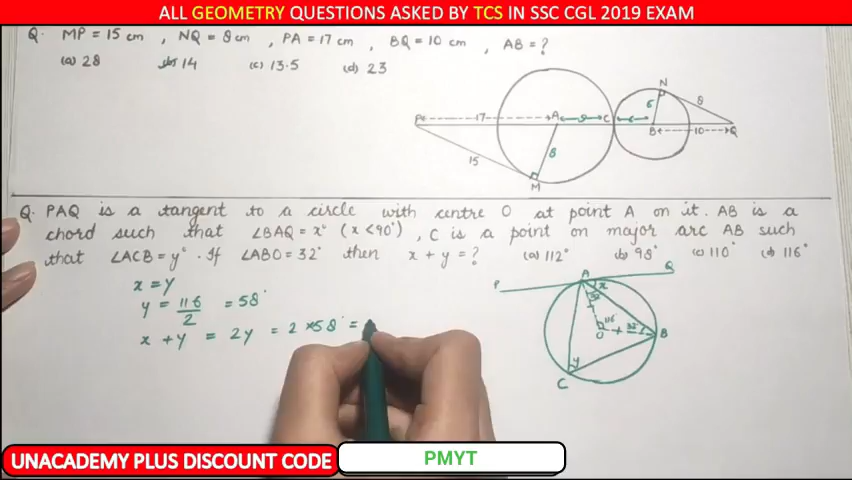 ALL GEOMETRY QUESTIONS ASKED BY TCS IN SSC CGL 2019 EXAM
Q. MP = 15 cm , NQ = 8 cm , PA = 17 cm , BQ = 10 cm , AB = ?
(a) 28 (b) 14 (c) 13.5 (d) 23
N
6 8
P 17 A C B 10 Q
15 8
M
Q. PAQ is a tangent to a circle with centre O at point A on it. AB is a
chord such that ∠BAQ = x° (x < 90°) , C is a point on major arc AB such
that ∠ACB = y° . If ∠ABO = 32° then x + y = ? (a) 112° (b) 98° (c) 110° (d) 116°
x = y
y = 116/2 = 58°
x + y = 2y = 2 × 58° =
P A Q
x
32°
116°
O 32° B
y
C
UNACADEMY PLUS DISCOUNT CODE PMYT